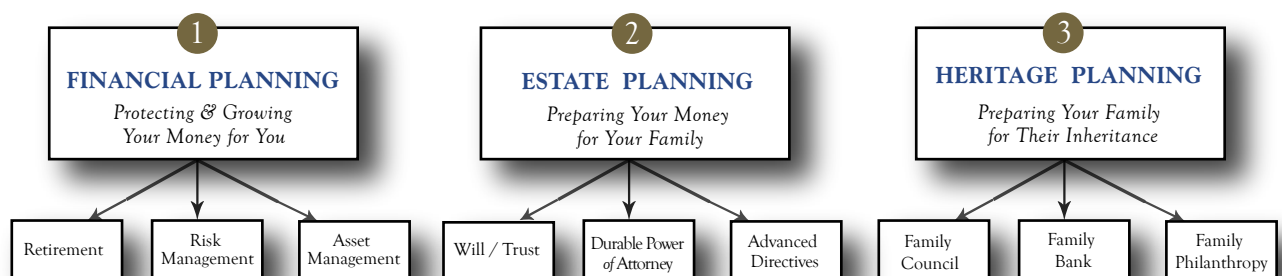 1
FINANCIAL PLANNING
Protecting & Growing
Your Money for You
Retirement
Risk
Management
Asset
Management
2
ESTATE PLANNING
Preparing Your Money
for Your Family
Will / Trust
Durable Power
of Attorney
Advanced
Directives
3
HERITAGE PLANNING
Preparing Your Family
for Their Inheritance
Family
Council
Family
Bank
Family
Philanthropy